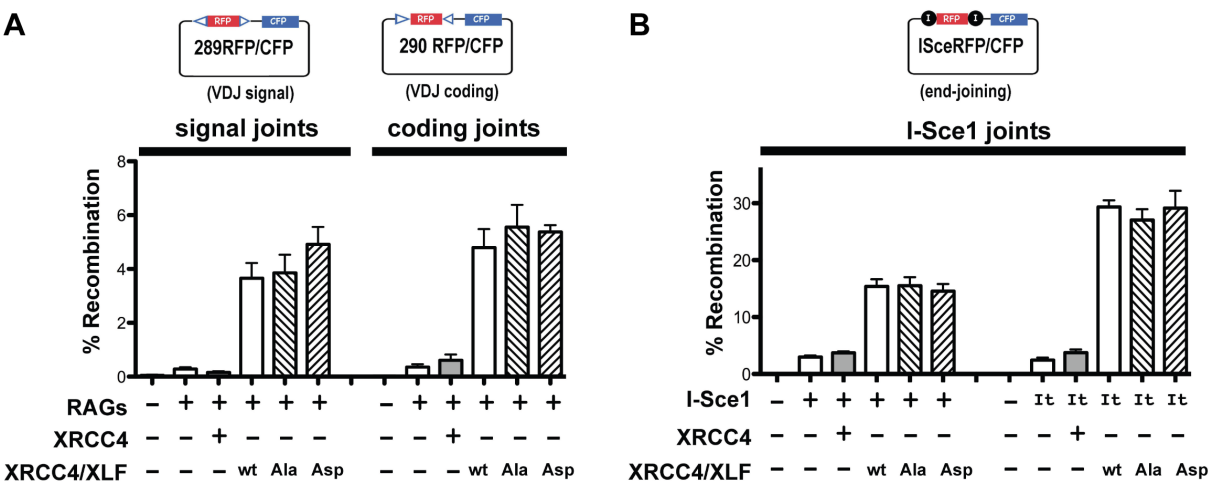 A
RFP CFP
289RFP/CFP
(VDJ signal)
RFP CFP
290 RFP/CFP
(VDJ coding)
signal joints
coding joints
% Recombination
8
6
4
2
0
RAGs – + + + + + – + + + + +
XRCC4 – – + – – – – – + – – –
XRCC4/XLF – – – wt Ala Asp – – – wt Ala Asp
B
I RFP I CFP
ISceRFP/CFP
(end-joining)
I-Sce1 joints
% Recombination
30
20
10
0
I-Sce1 – + + + + + – It It It It It
XRCC4 – – + – – – – – + – – –
XRCC4/XLF – – – wt Ala Asp – – – wt Ala Asp